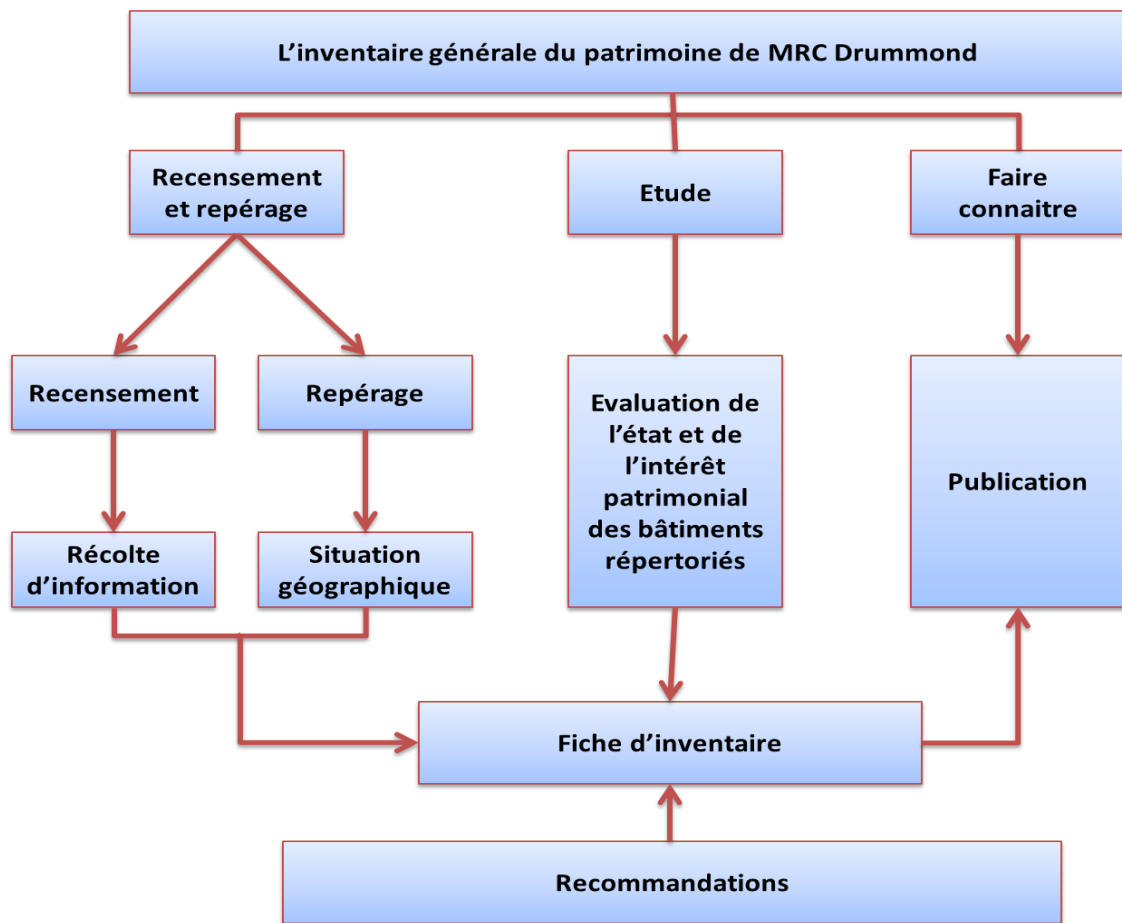 L’inventaire générale du patrimoine de MRC Drummond
Recensement
et repérage
Etude
Faire
connaitre
Recensement
Repérage
Evaluation de
l’état et de
l’intérêt
patrimonial
des bâtiments
répertoriés
Publication
Récolte
d’information
Situation
géographique
Fiche d’inventaire
Recommandations